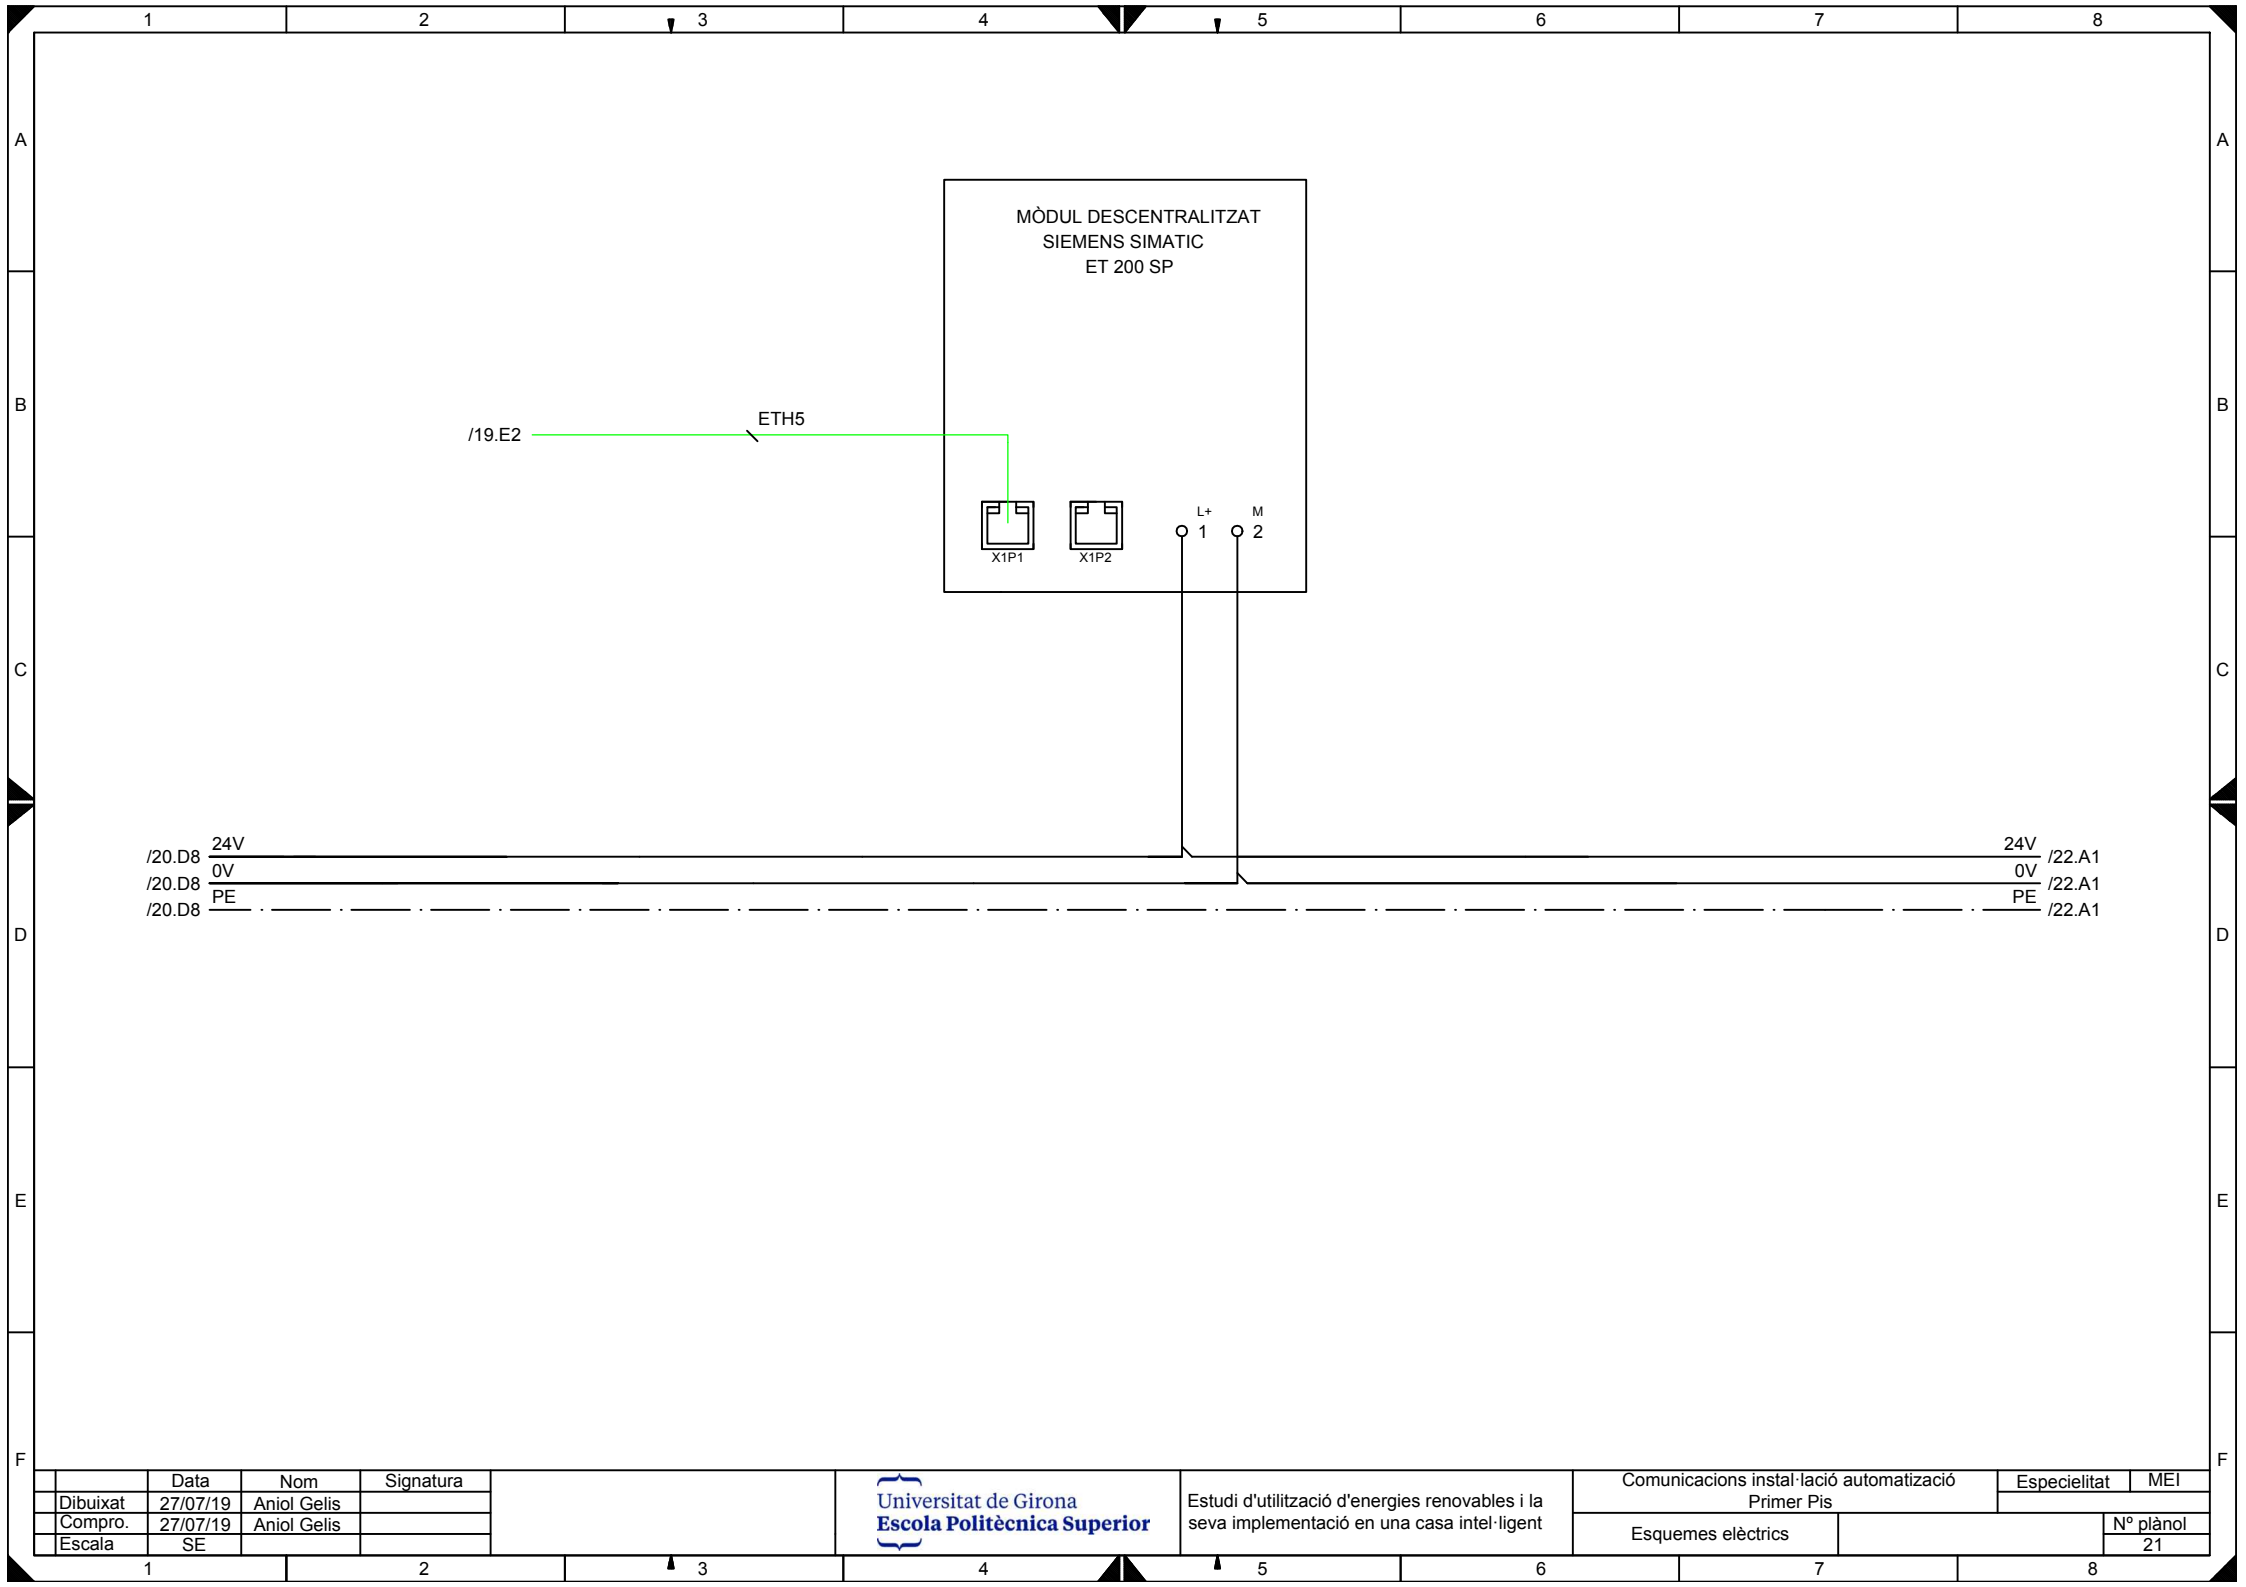 1 2 3 4 5 6 7 8
A A
MÒDUL DESCENTRALITZAT
SIEMENS SIMATIC
ET 200 SP
B B
ETH5
/19.E2
L+ M
1 2
X1P1 X1P2
C C
24V 24V
/20.D8 /22.A1
0V 0V
/20.D8 /22.A1
PE PE
/20.D8 /22.A1
D D
E E
F F
Data Nom Signatura
Dibuixat 27/07/19 Aniol Gelis
Compro. 27/07/19 Aniol Gelis
Escala SE
Universitat de Girona
Escola Politècnica Superior
Estudi d'utilització d'energies renovables i la
seva implementació en una casa intel·ligent
Comunicacions instal·lació automatizació
Primer Pis
Esquemes elèctrics
Especielitat MEI
Nº plànol
21
1 2 3 4 5 6 7 8